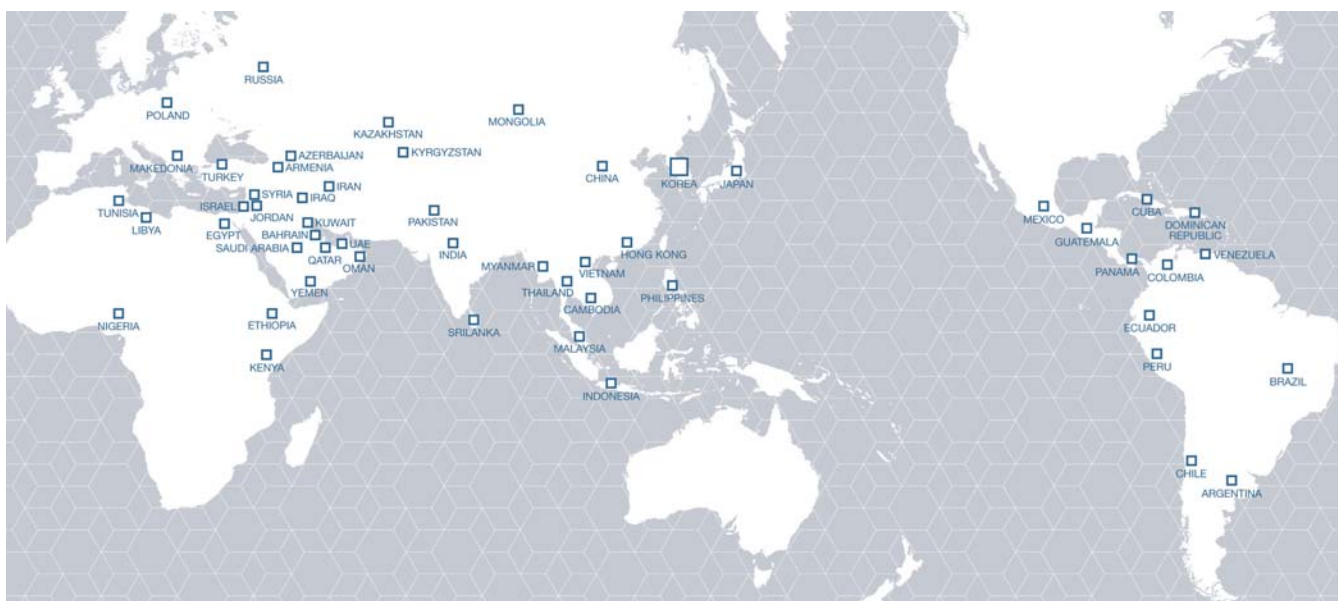 RUSSIA
POLAND
KAZAKHSTAN
MONGOLIA
MAKEDONIA
TURKEY
AZERBAIJAN
ARMENIA
KYRGYZSTAN
CHINA
KOREA
JAPAN
TUNISIA
LIBYA
ISRAEL
SYRIA
JORDAN
IRAQ
IRAN
EGYPT
KUWAIT
BAHRAIN
SAUDI ARABIA
QATAR
UAE
OMAN
YEMEN
PAKISTAN
INDIA
MYANMAR
VIETNAM
HONG KONG
THAILAND
CAMBODIA
PHILIPPINES
NIGERIA
ETHIOPIA
KENYA
SRILANKA
MALAYSIA
INDONESIA
MEXICO
GUATEMALA
CUBA
DOMINICAN
REPUBLIC
PANAMA
COLOMBIA
VENEZUELA
ECUADOR
PERU
BRAZIL
CHILE
ARGENTINA